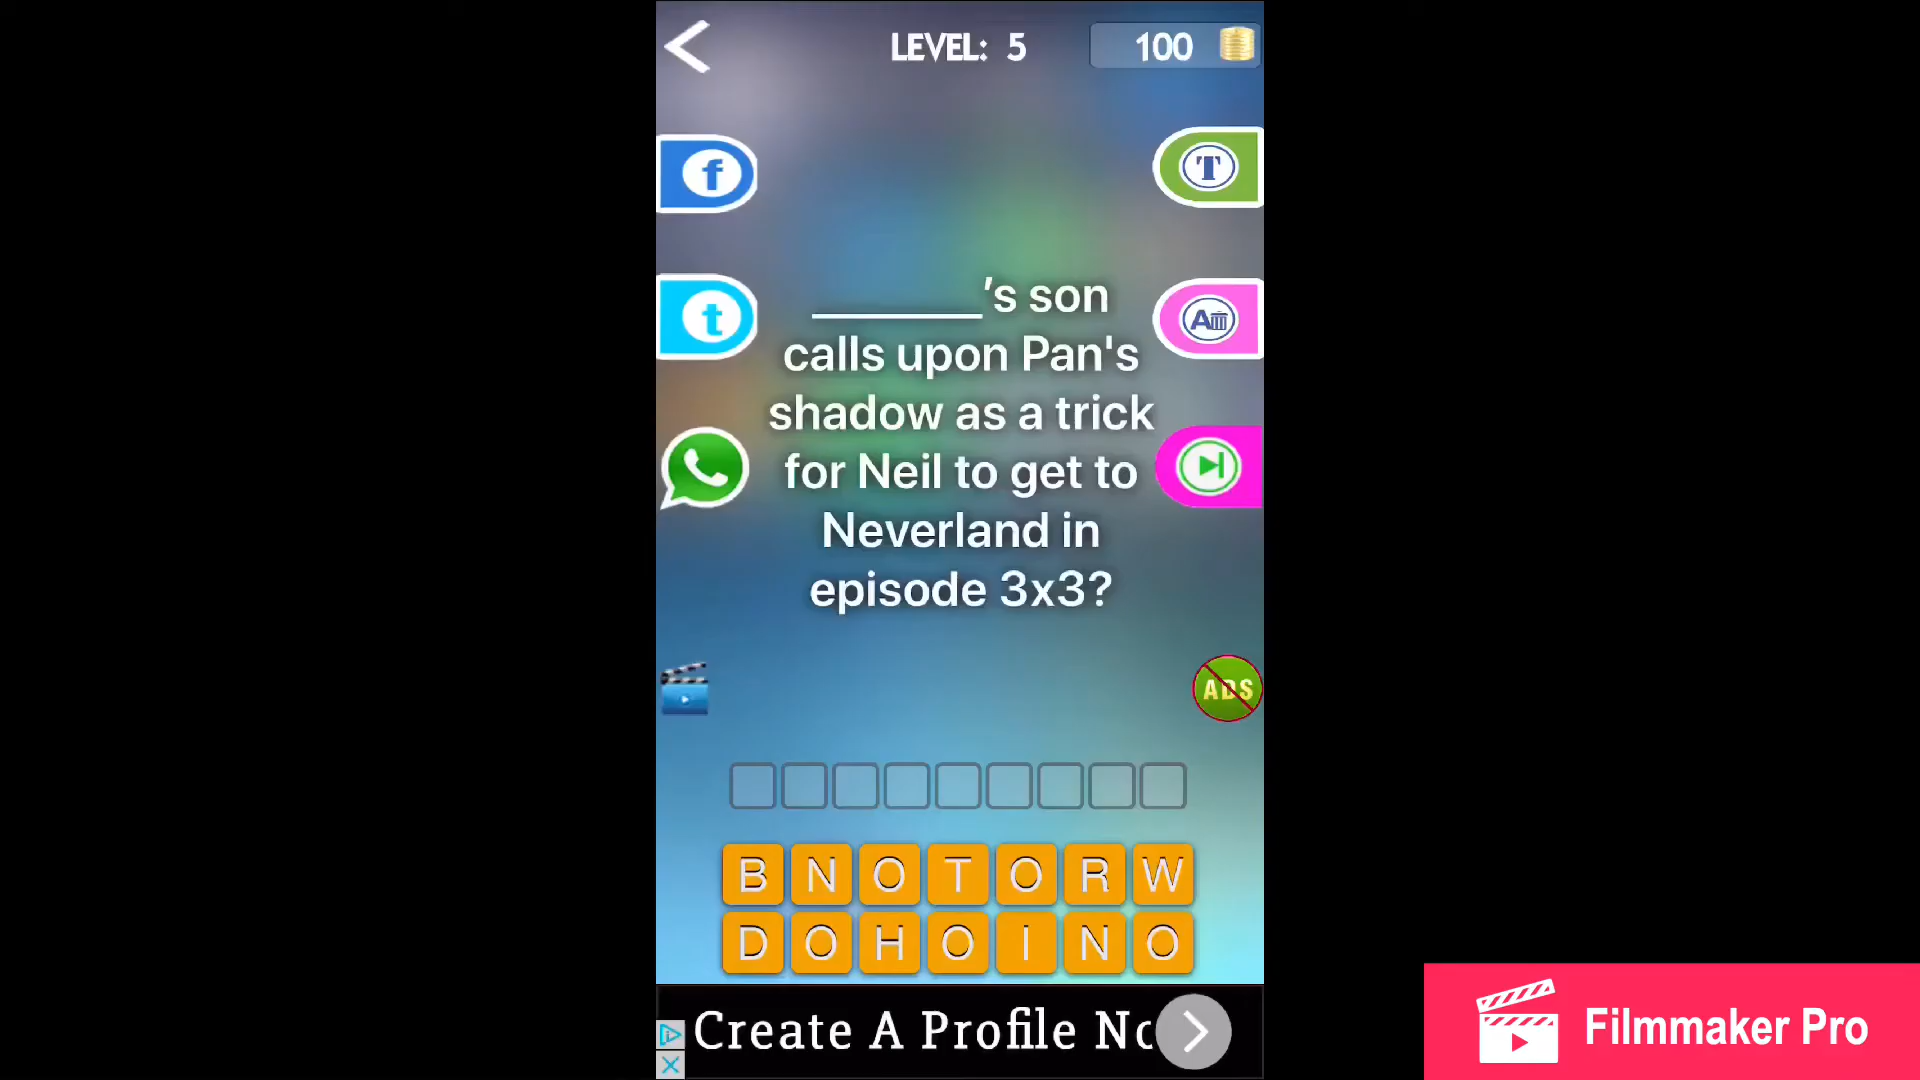 LEVEL: 5
100
f
T
t
A
________'s son
calls upon Pan's
shadow as a trick
for Neil to get to
Neverland in
episode 3x3?
ADS
B N O T O R W
D O H O I N O
Create A Profile No
Filmmaker Pro